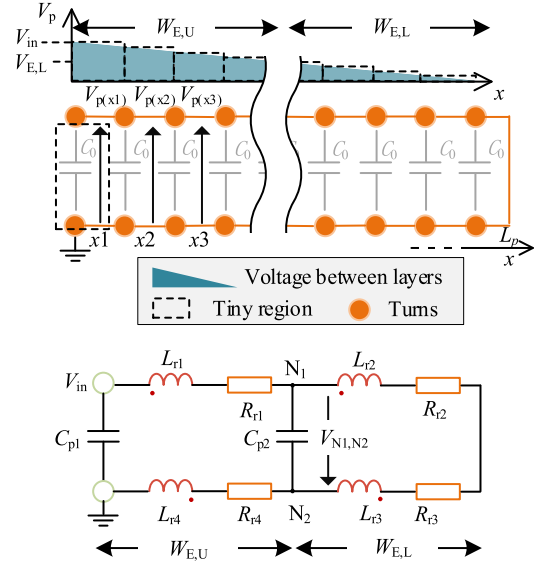 V_p
W_E,U
W_E,L
V_in
V_E,L
x
V_p(x1) V_p(x2) V_p(x3)
C_0 C_0 C_0 C_0 C_0 C_0 C_0 C_0
x1 x2 x3
L_p
x
Voltage between layers
Tiny region
Turns
L_r1 N_1 L_r2
V_in
R_r1 R_r2
C_p1 C_p2 V_N1,N2
L_r4 R_r4 N_2 L_r3 R_r3
W_E,U W_E,L